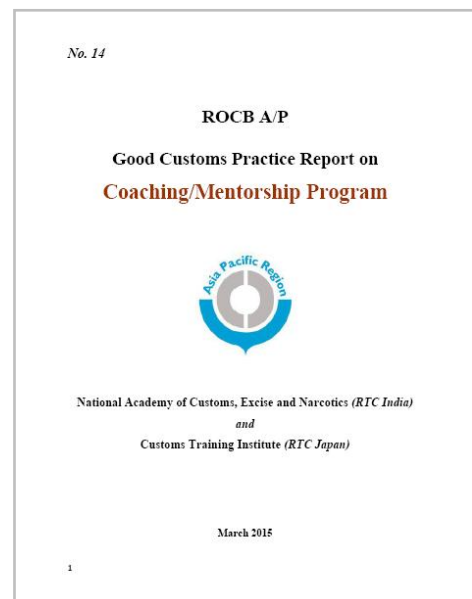 No. 14
ROCB A/P
Good Customs Practice Report on
Coaching/Mentorship Program
Asia Pacific Region
National Academy of Customs, Excise and Narcotics (RTC India)
and
Customs Training Institute (RTC Japan)
March 2015
1